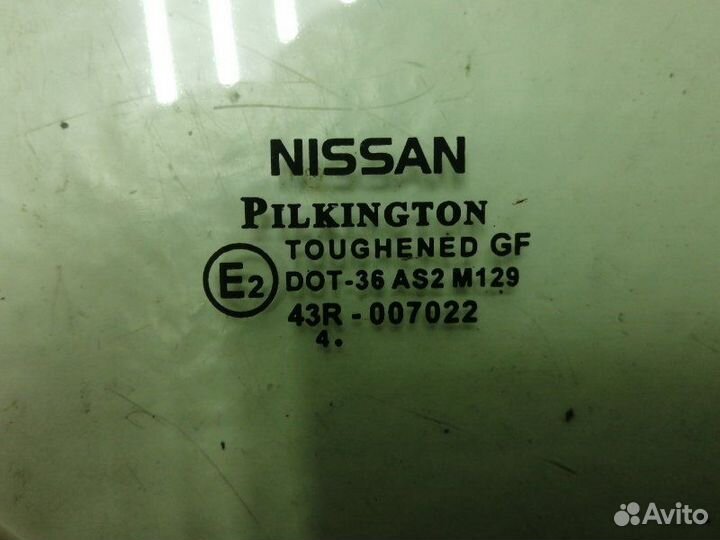 NISSAN
PILKINGTON
TOUGHENED GF
E2
DOT-36 AS2 M129
43R - 007022
4.
Avito